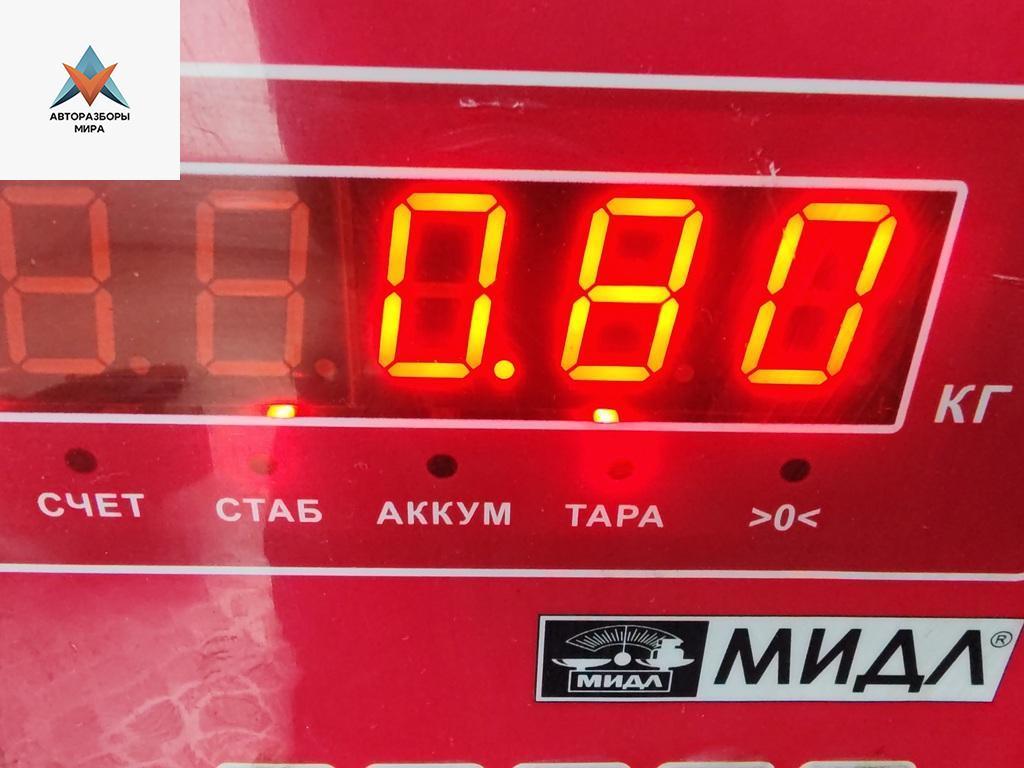 АВТОРАЗБОРЫ
МИРА
0.80
КГ
СЧЕТ СТАБ АККУМ ТАРА >0<
МИДЛ МИДЛ®